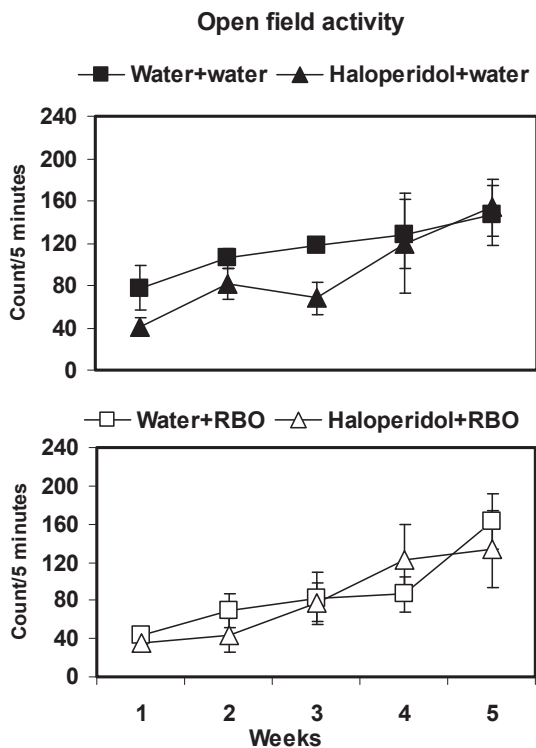 Open field activity
Water+water Haloperidol+water
240
200
160
120
80
40
0
Count/5 minutes
Water+RBO Haloperidol+RBO
240
200
160
120
80
40
0
Count/5 minutes
1 2 3 4 5
Weeks